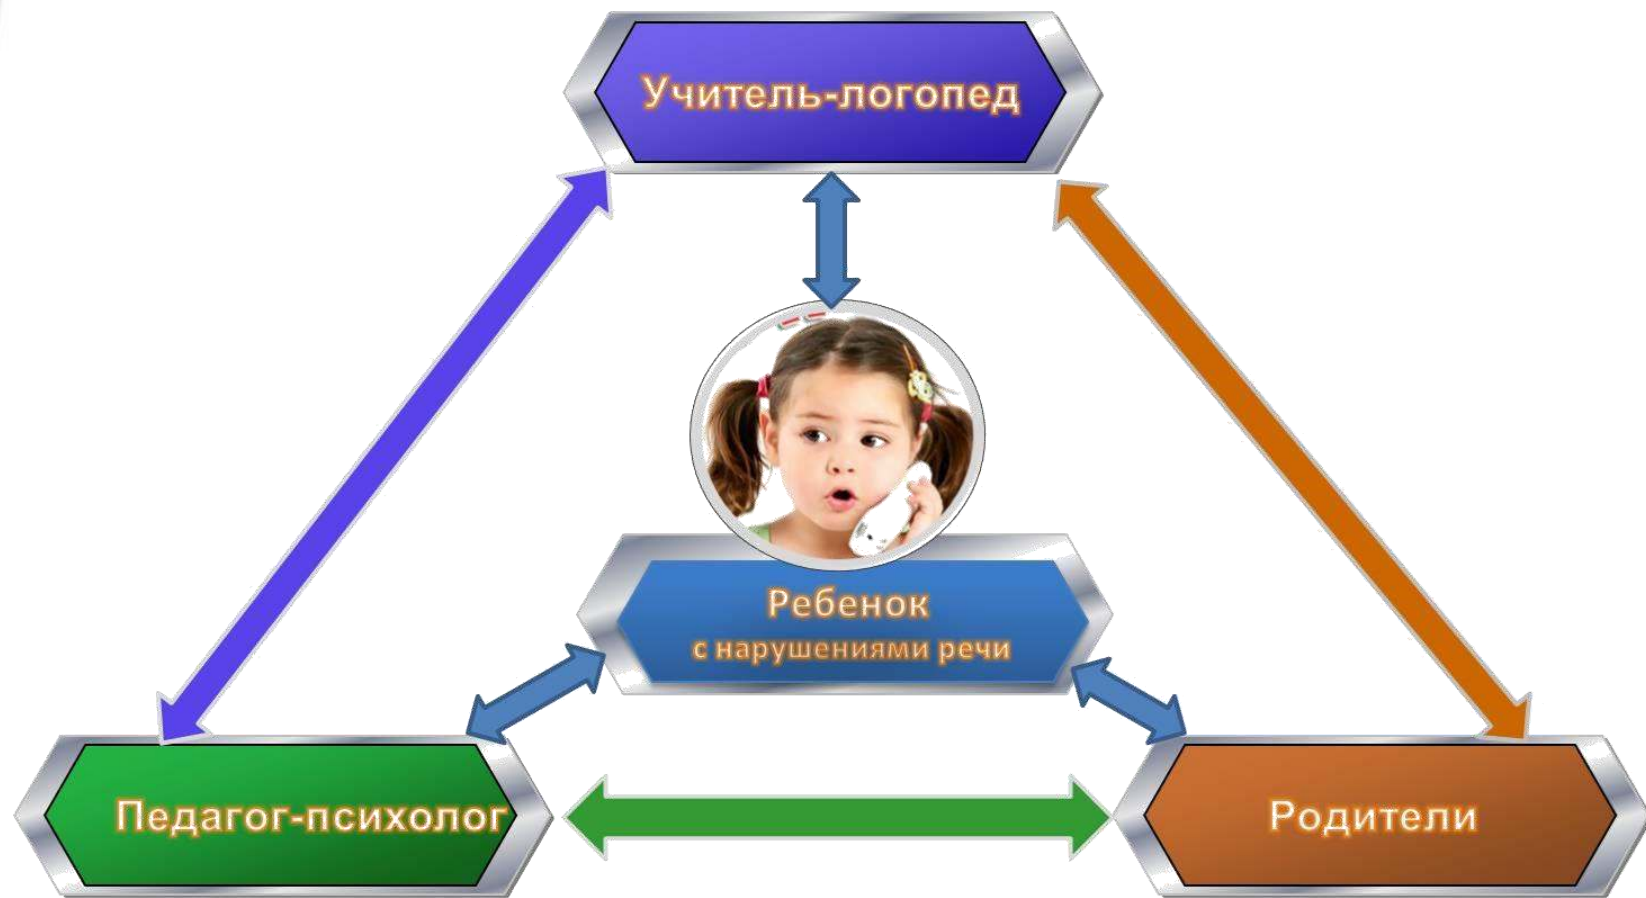 Учитель-логопед
Ребенок
с нарушениями речи
Педагог-психолог
Родители